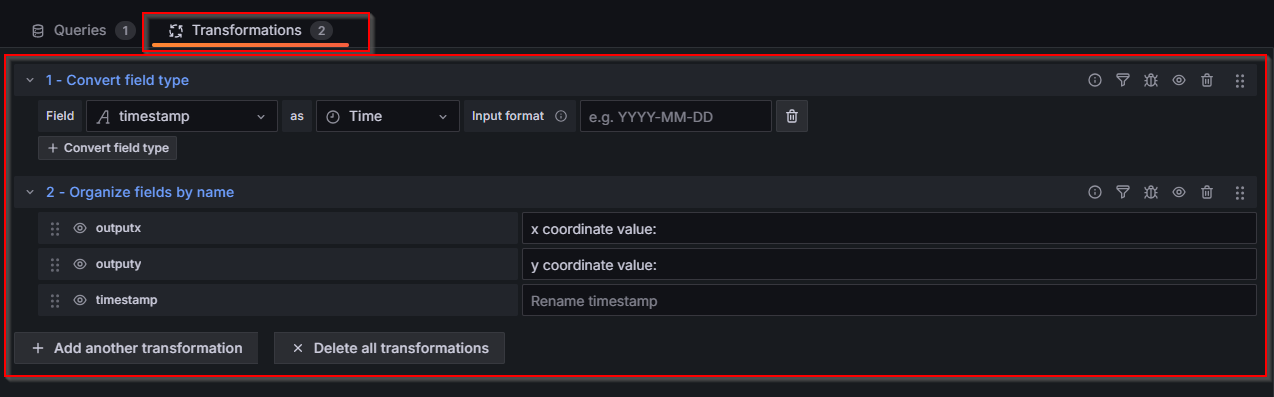 Queries 1 Transformations 2
1 - Convert field type
Field timestamp as Time Input format e.g. YYYY-MM-DD
+ Convert field type
2 - Organize fields by name
outputx x coordinate value:
outputy y coordinate value:
timestamp Rename timestamp
+ Add another transformation × Delete all transformations